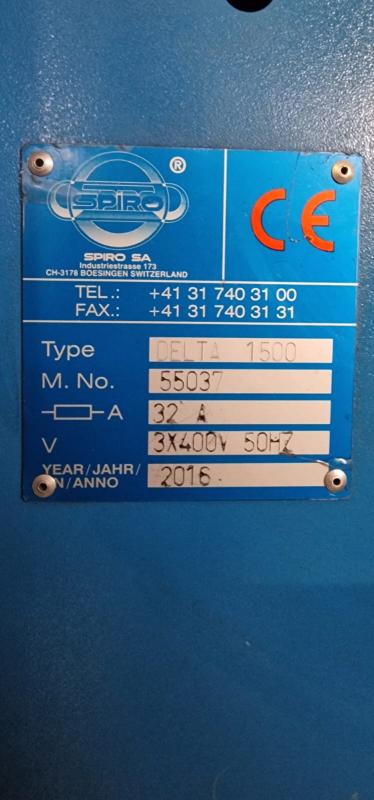 ®
SPIRO
SPIRO SA
Industriestrasse 173
CH-3178 BOESINGEN SWITZERLAND
CE
TEL.: +41 31 740 31 00
FAX.: +41 31 740 31 31
Type DELTA 1500
M. No. 55037
A 32 A
V 3X400V 50HZ
YEAR/JAHR/ 2016
/ANNO